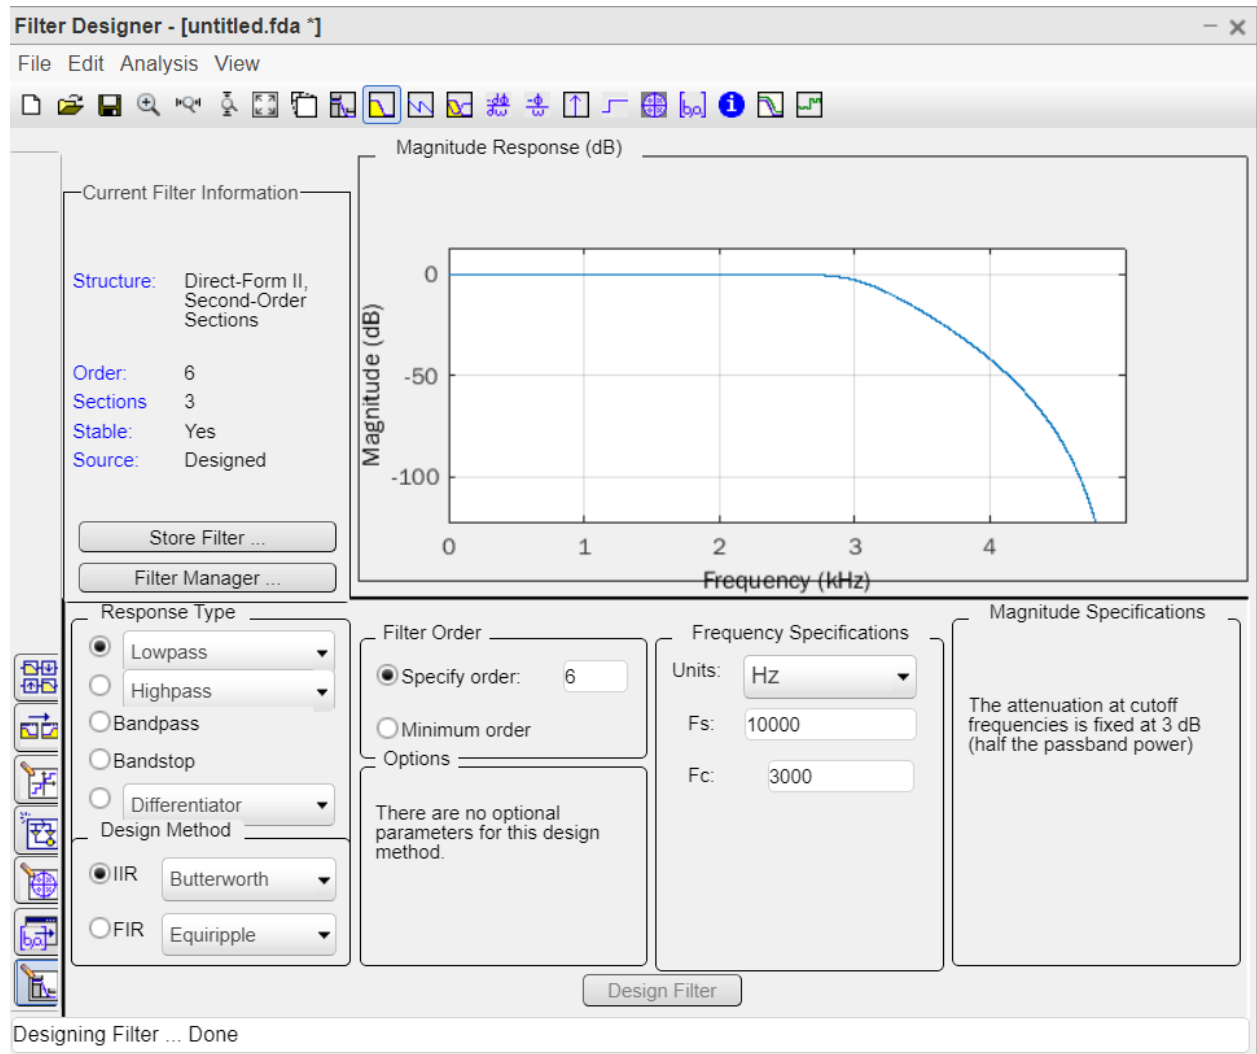 Filter Designer - [untitled.fda *]
File Edit Analysis View
Magnitude Response (dB)
Current Filter Information
Structure: Direct-Form II,
Second-Order
Sections
Order: 6
Sections 3
Stable: Yes
Source: Designed
Store Filter ...
Filter Manager ...
Magnitude (dB)
0
-50
-100
0 1 2 3 4
Frequency (kHz)
Response Type
Lowpass
Highpass
Bandpass
Bandstop
Differentiator
Design Method
IIR Butterworth
FIR Equiripple
Filter Order
Specify order: 6
Minimum order
Options
There are no optional
parameters for this design
method.
Frequency Specifications
Units: Hz
Fs: 10000
Fc: 3000
Magnitude Specifications
The attenuation at cutoff
frequencies is fixed at 3 dB
(half the passband power)
Design Filter
Designing Filter ... Done